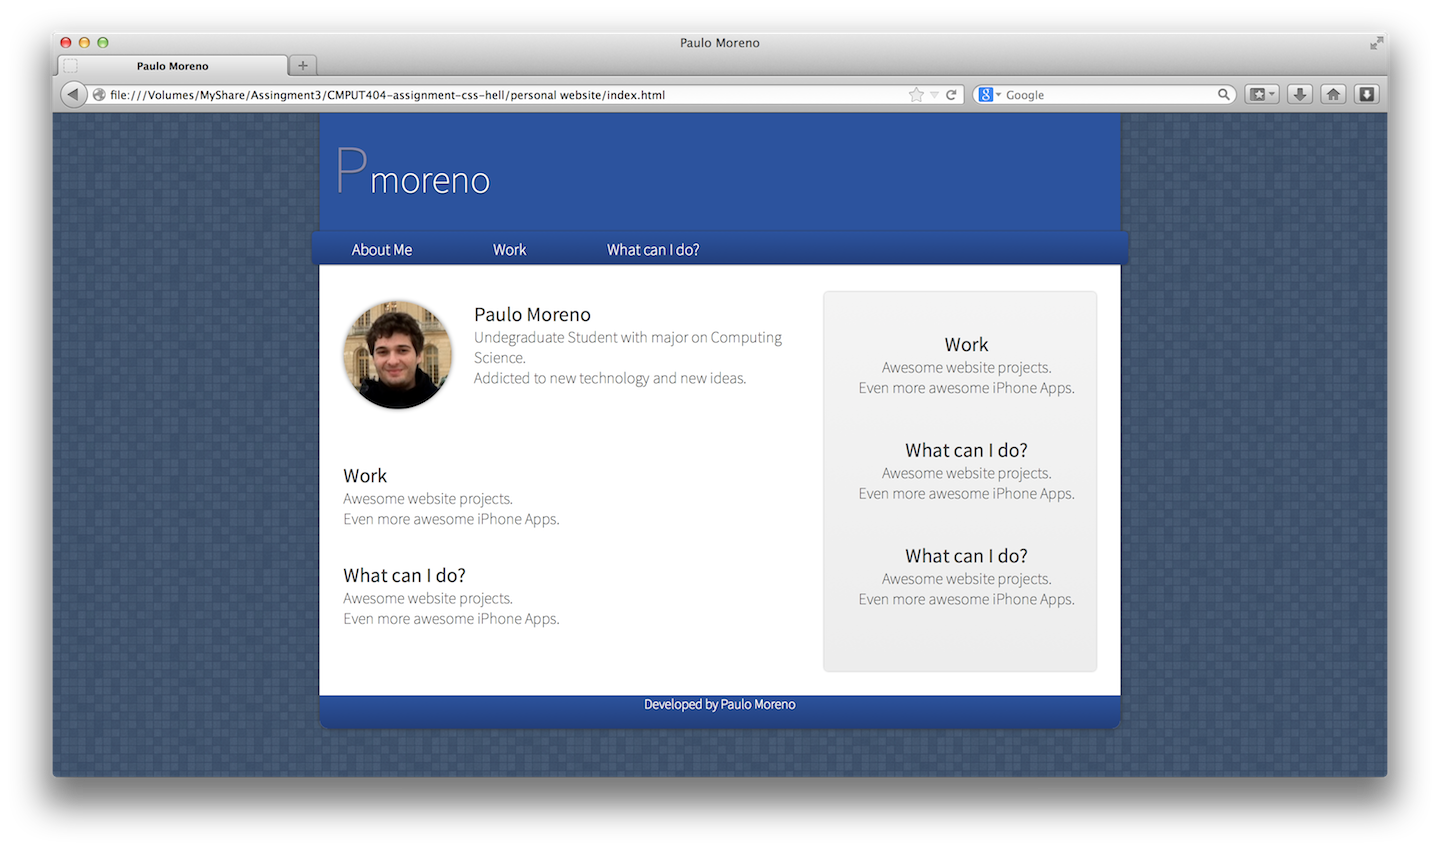 Paulo Moreno
Paulo Moreno
file:///Volumes/MyShare/Assingment3/CMPUT404-assignment-css-hell/personal website/index.html
Google
Pmoreno
About Me
Work
What can I do?
Paulo Moreno
Undegraduate Student with major on Computing
Science.
Addicted to new technology and new ideas.
Work
Awesome website projects.
Even more awesome iPhone Apps.
What can I do?
Awesome website projects.
Even more awesome iPhone Apps.
Work
Awesome website projects.
Even more awesome iPhone Apps.
What can I do?
Awesome website projects.
Even more awesome iPhone Apps.
What can I do?
Awesome website projects.
Even more awesome iPhone Apps.
Developed by Paulo Moreno